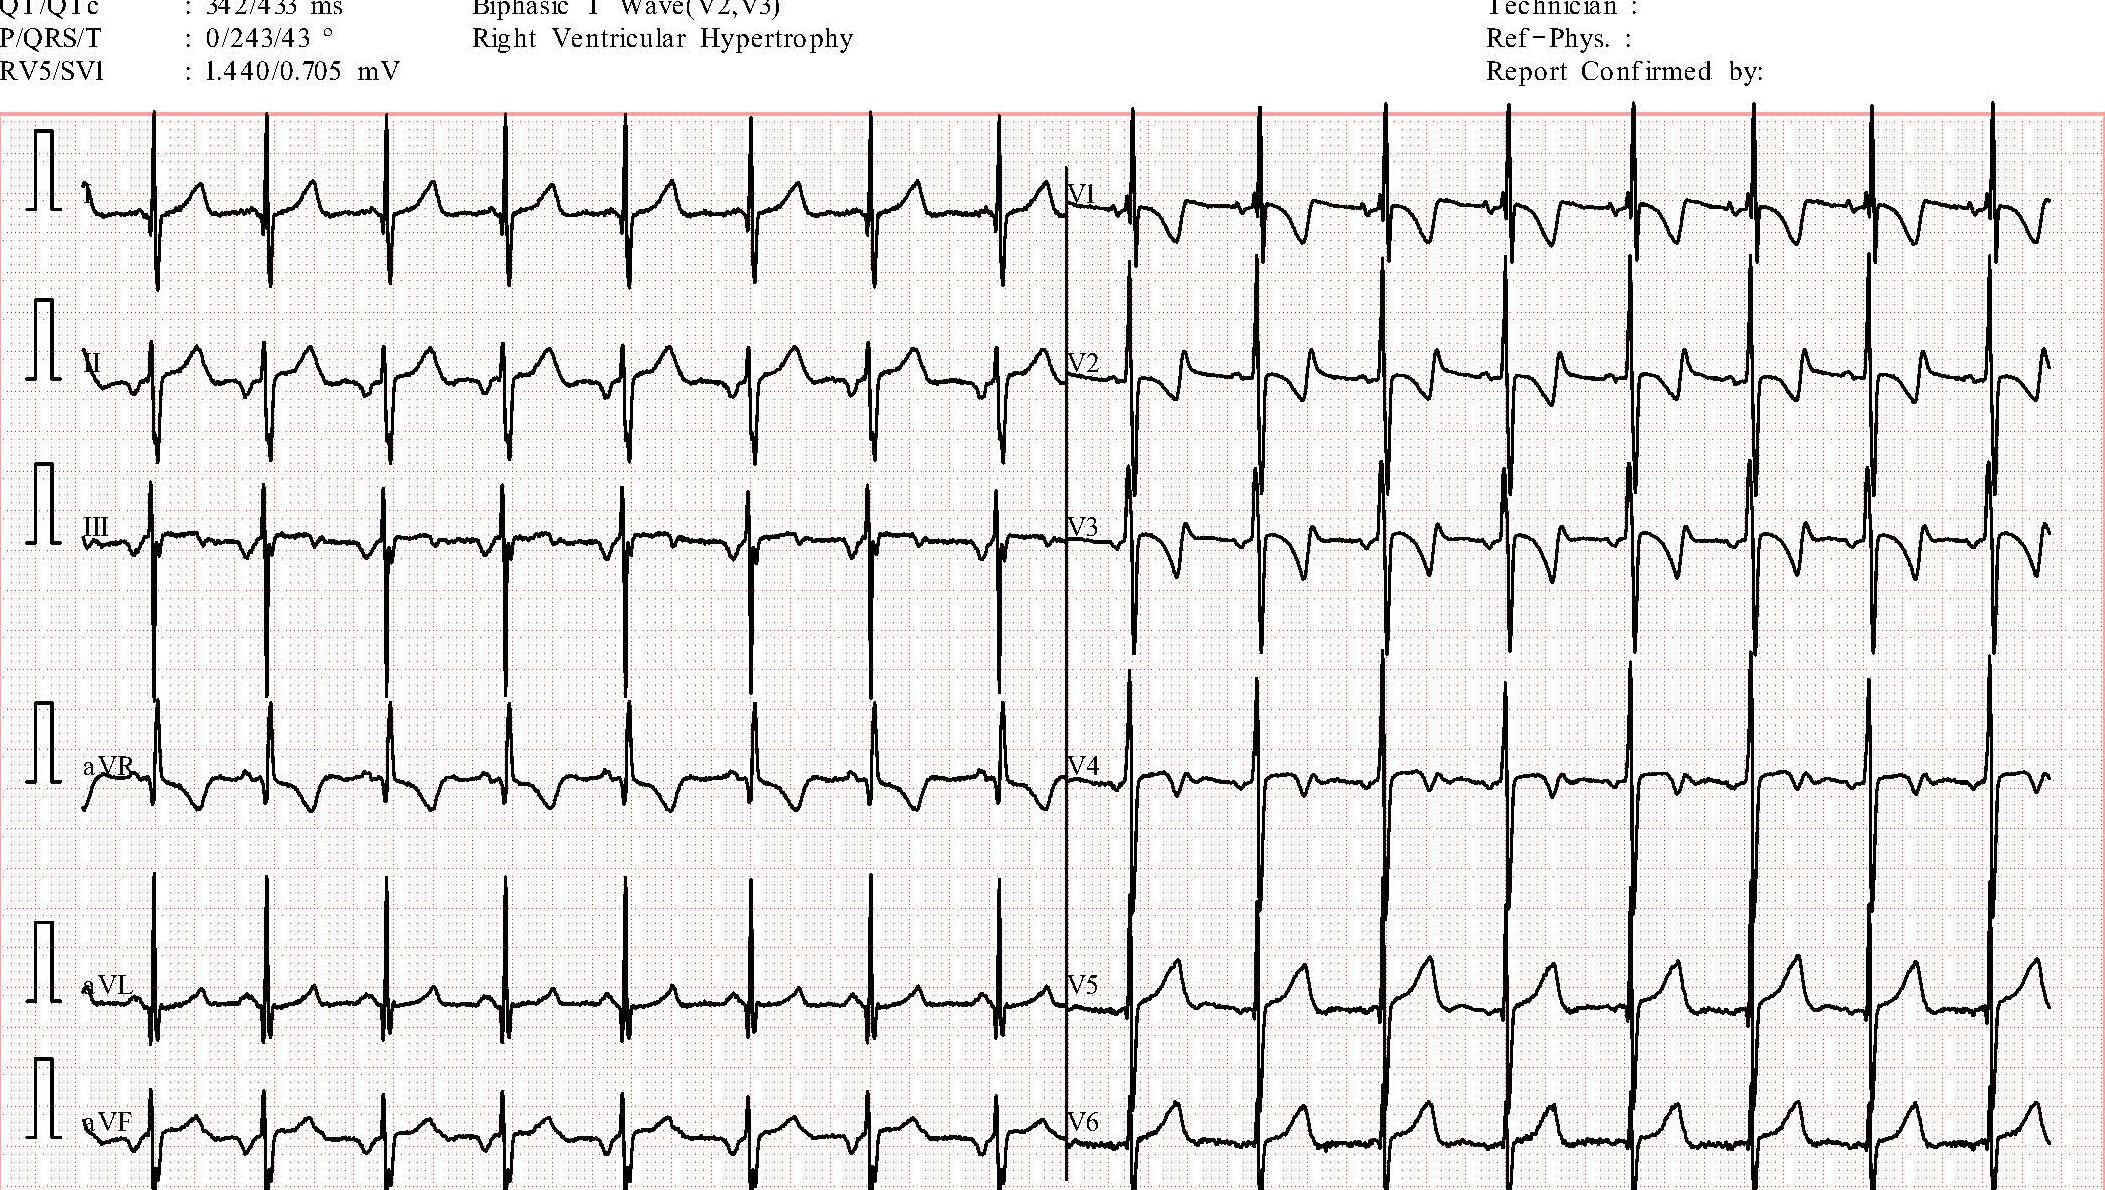 QT/QTc : 342/433 ms
P/QRS/T : 0/243/43 °
RV5/SV1 : 1.440/0.705 mV
Biphasic T Wave(V2,V3)
Right Ventricular Hypertrophy
Technician :
Ref-Phys. :
Report Confirmed by:
I
II
III
aVR
aVL
aVF
V1
V2
V3
V4
V5
V6